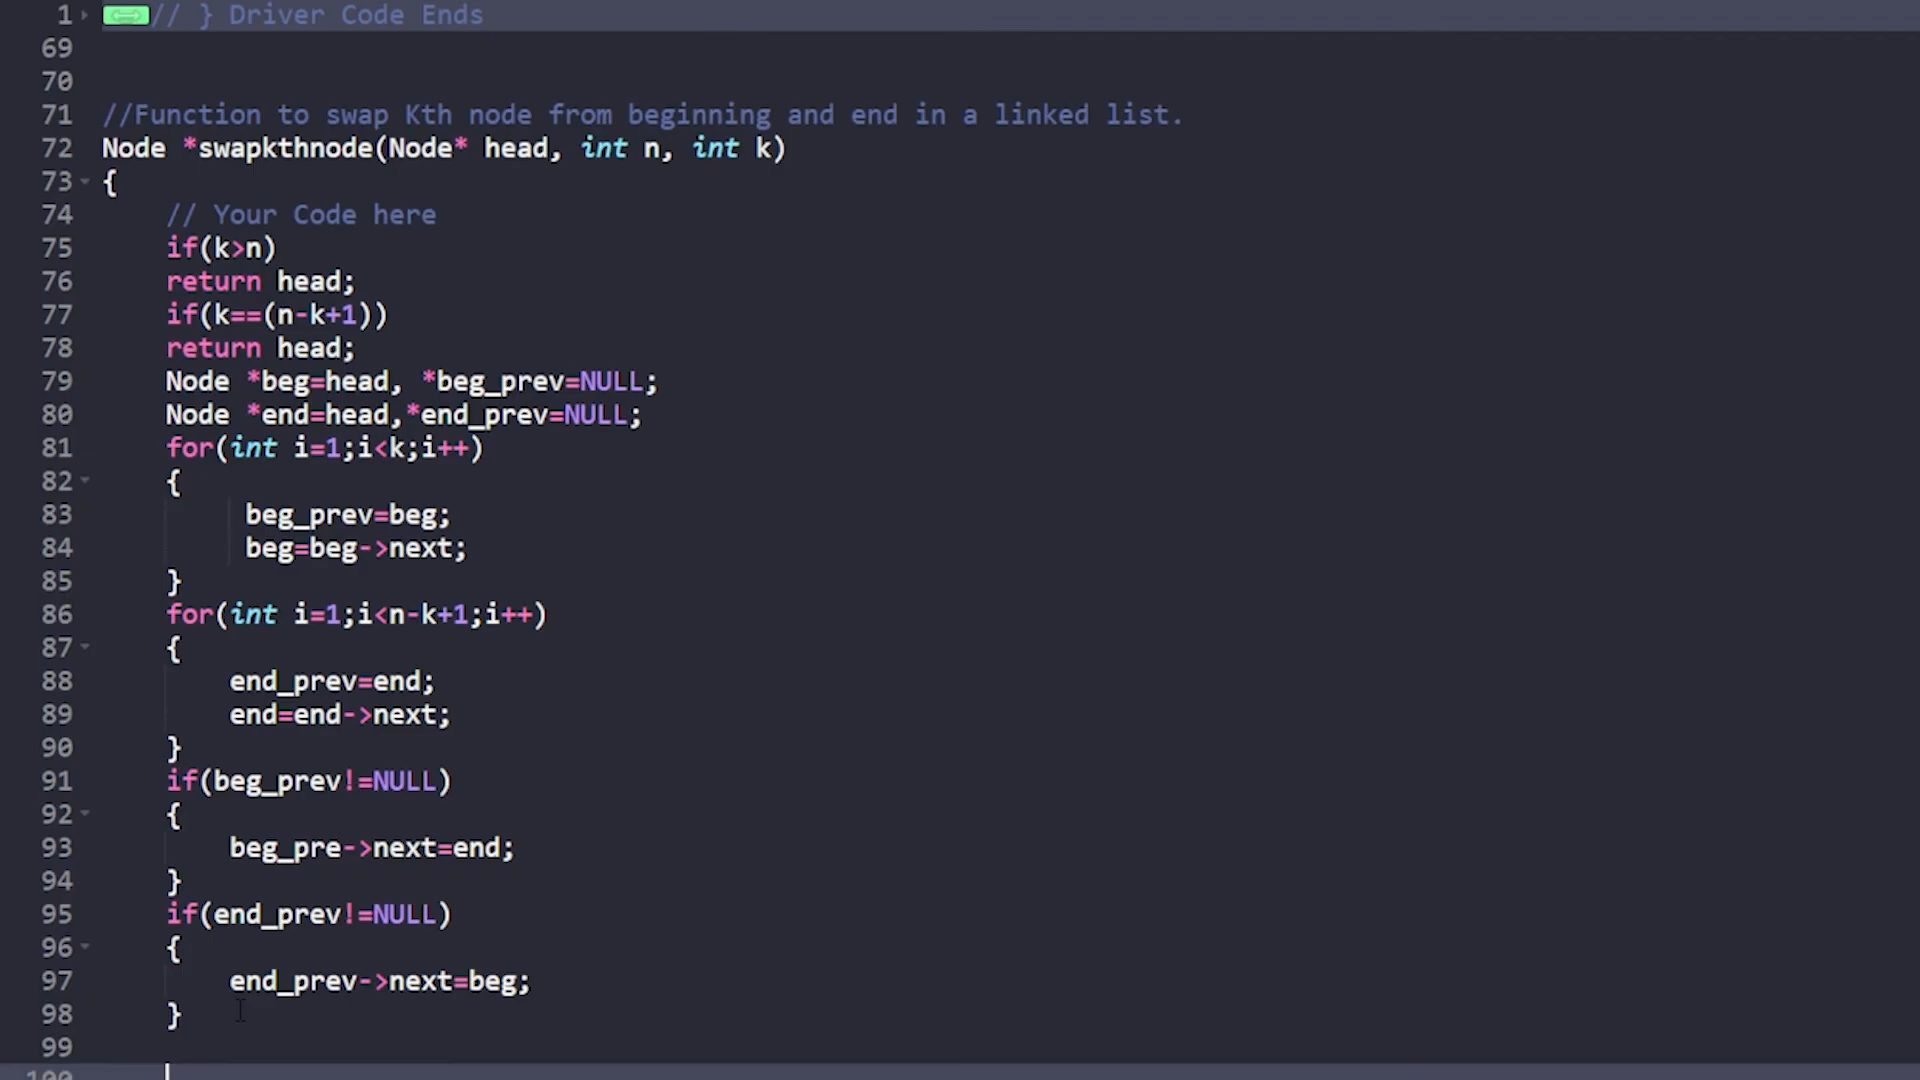 1 // } Driver Code Ends
69
70
71 //Function to swap Kth node from beginning and end in a linked list.
72 Node *swapkthnode(Node* head, int n, int k)
73 {
74     // Your Code here
75     if(k>n)
76     return head;
77     if(k==(n-k+1))
78     return head;
79     Node *beg=head, *beg_prev=NULL;
80     Node *end=head,*end_prev=NULL;
81     for(int i=1;i<k;i++)
82     {
83          beg_prev=beg;
84          beg=beg->next;
85     }
86     for(int i=1;i<n-k+1;i++)
87     {
88         end_prev=end;
89         end=end->next;
90     }
91     if(beg_prev!=NULL)
92     {
93         beg_pre->next=end;
94     }
95     if(end_prev!=NULL)
96     {
97         end_prev->next=beg;
98     }
99
100